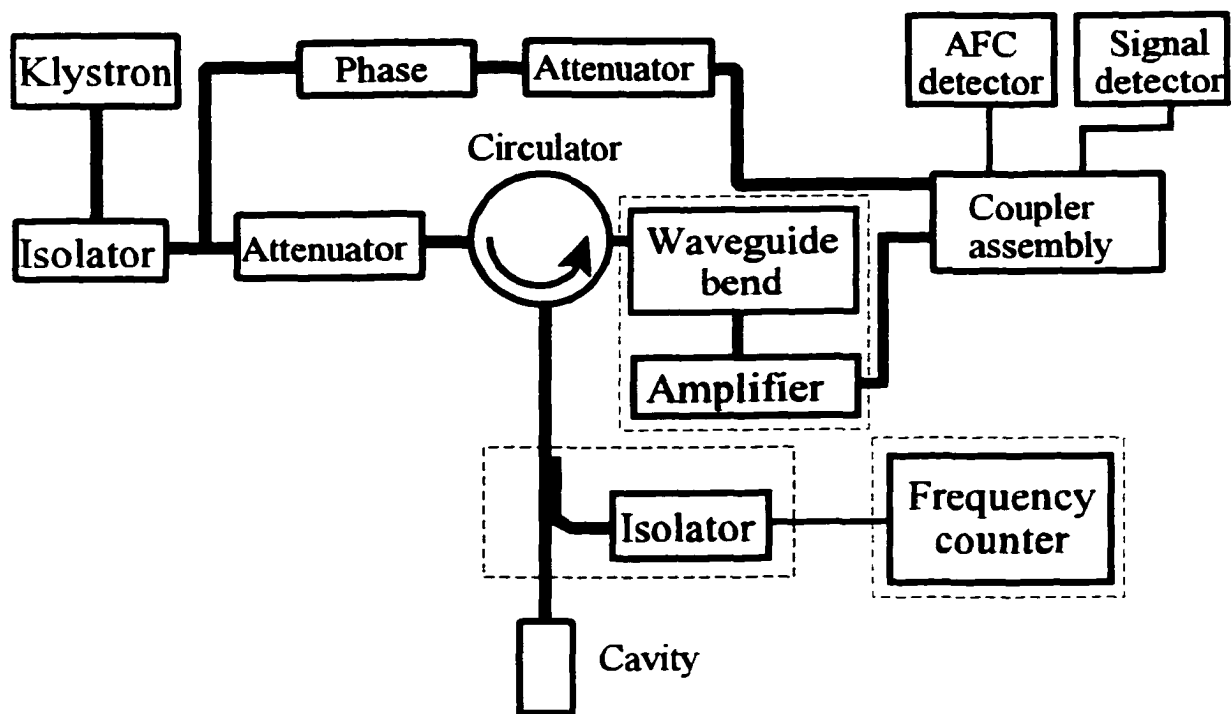 Klystron
Phase
Attenuator
AFC
detector
Signal
detector
Circulator
Isolator
Attenuator
Waveguide
bend
Coupler
assembly
Amplifier
Isolator
Frequency
counter
Cavity